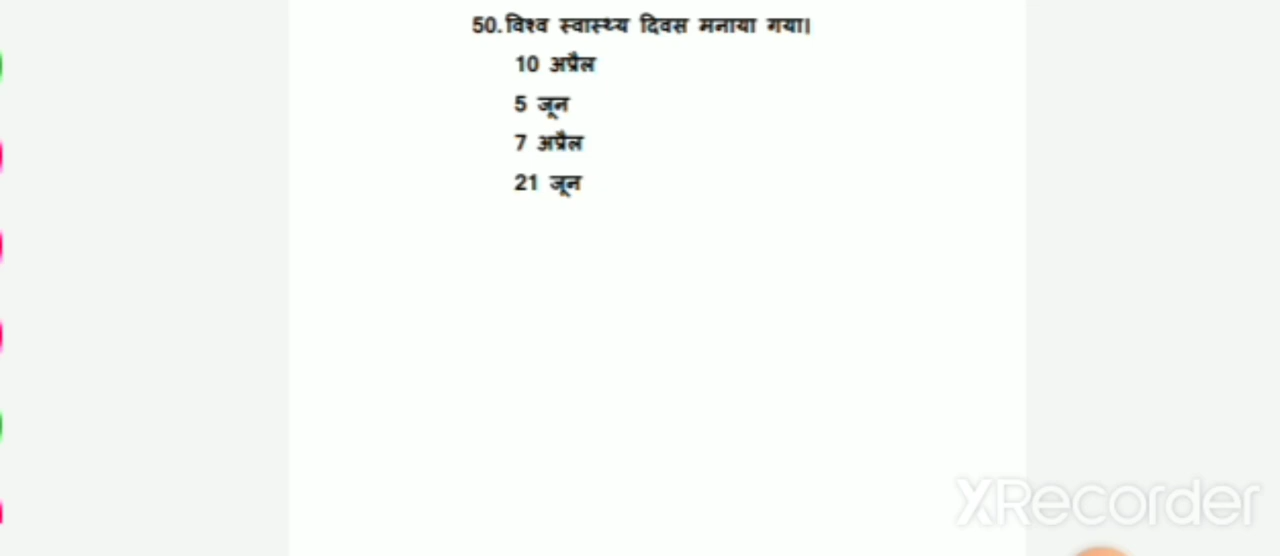 50. विश्व स्वास्थ्य दिवस मनाया गया।
10 अप्रैल
5 जून
7 अप्रैल
21 जून
XRecorder